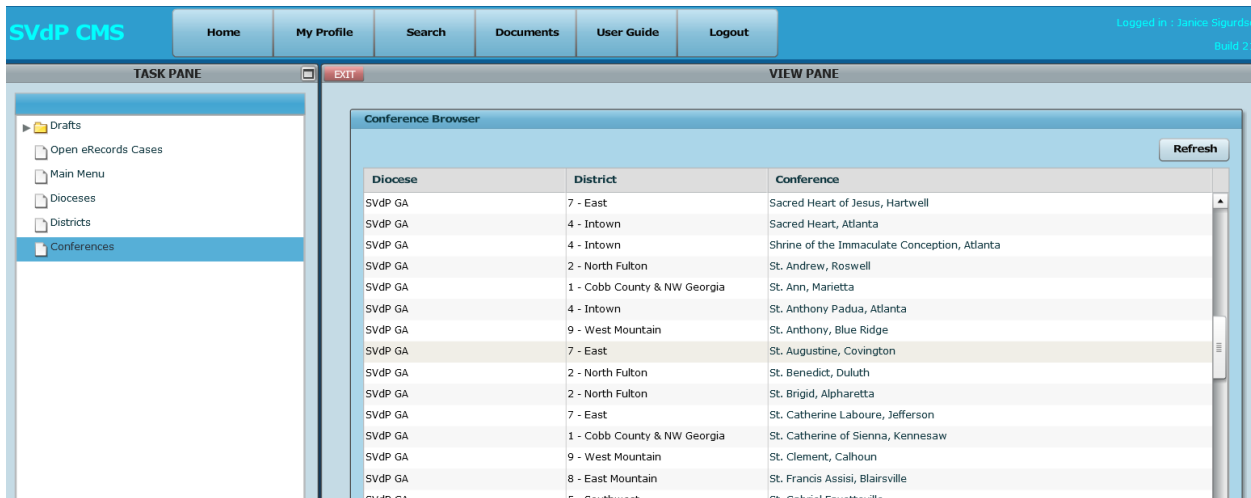 SVdP CMS
Home My Profile Search Documents User Guide Logout
Logged in : Janice
Build 2
TASK PANE
EXIT VIEW PANE
Drafts
Open eRecords Cases
Main Menu
Dioceses
Districts
Conferences
Conference Browser
Refresh
Diocese District Conference
SVdP GA 7 - East Sacred Heart of Jesus, Hartwell
SVdP GA 4 - Intown Sacred Heart, Atlanta
SVdP GA 4 - Intown Shrine of the Immaculate Conception, Atlanta
SVdP GA 2 - North Fulton St. Andrew, Roswell
SVdP GA 1 - Cobb County & NW Georgia St. Ann, Marietta
SVdP GA 4 - Intown St. Anthony Padua, Atlanta
SVdP GA 9 - West Mountain St. Anthony, Blue Ridge
SVdP GA 7 - East St. Augustine, Covington
SVdP GA 2 - North Fulton St. Benedict, Duluth
SVdP GA 2 - North Fulton St. Brigid, Alpharetta
SVdP GA 7 - East St. Catherine Laboure, Jefferson
SVdP GA 1 - Cobb County & NW Georgia St. Catherine of Sienna, Kennesaw
SVdP GA 9 - West Mountain St. Clement, Calhoun
SVdP GA 8 - East Mountain St. Francis Assisi, Blairsville